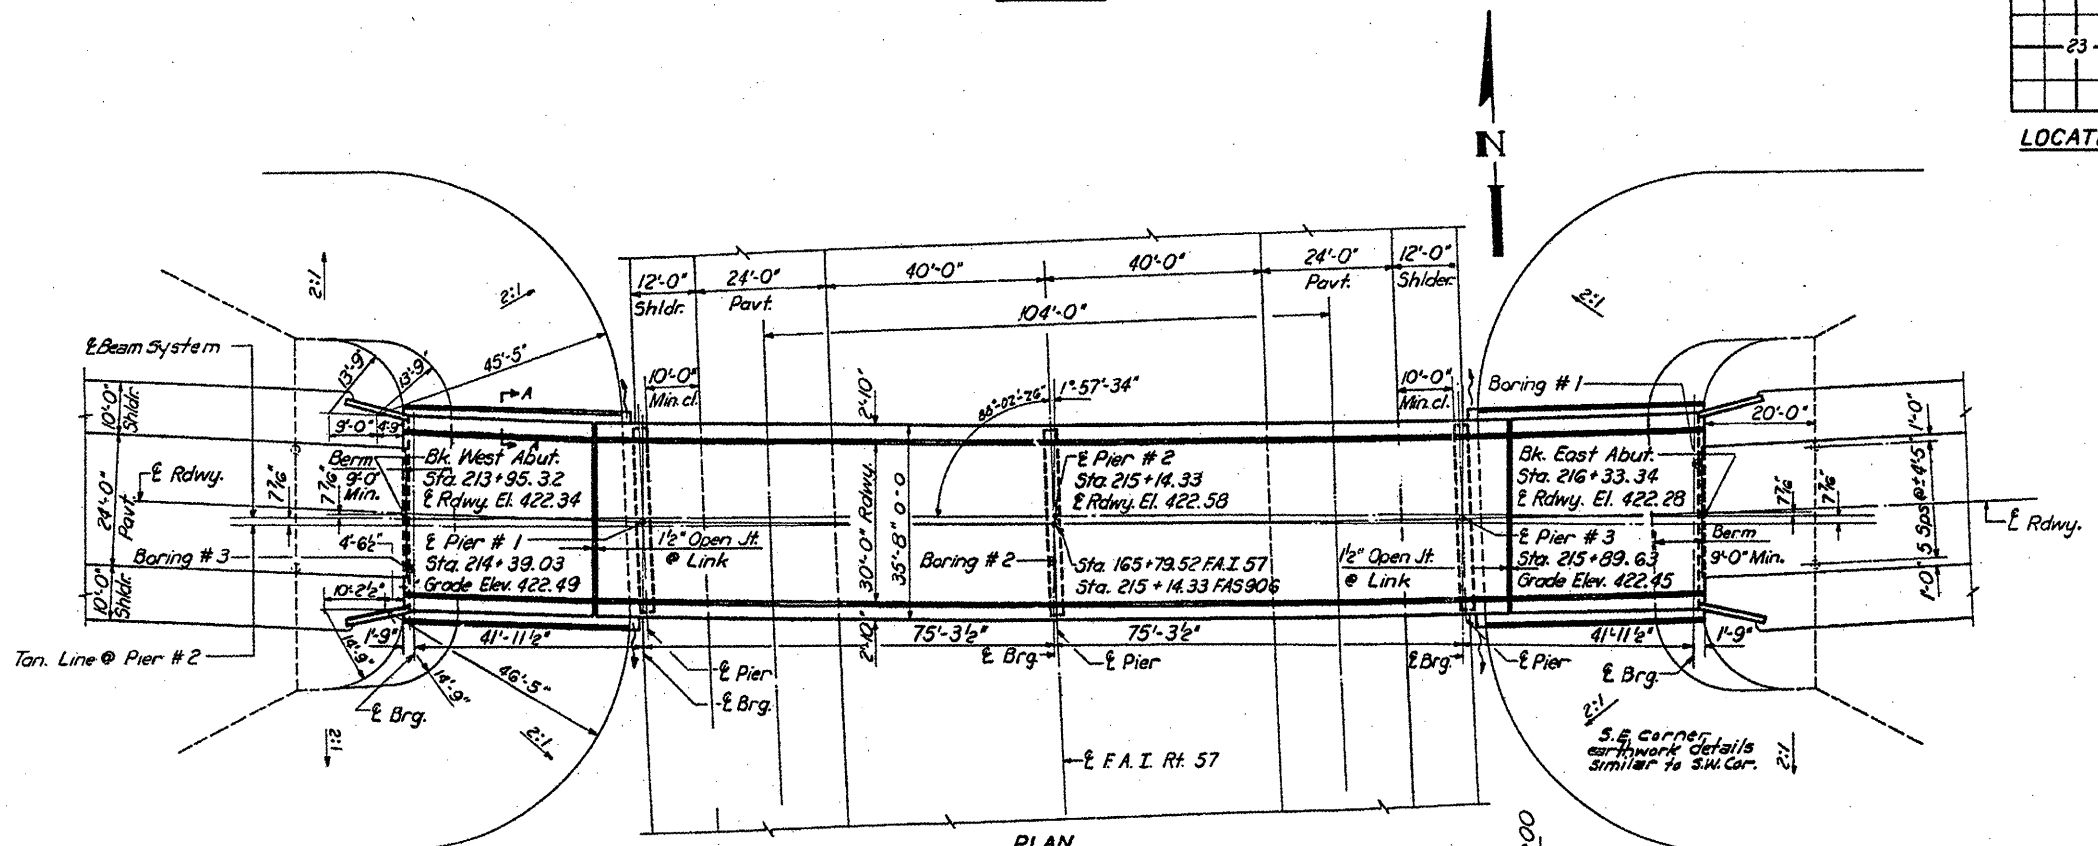 23
LOCATI
N
12'-0"
Shldr.
24'-0"
Pavt.
40'-0"
40'-0"
24'-0"
Pavt.
12'-0"
Shlder.
104'-0"
2:1
2:1
2:1
℄ Beam System
13'-9"
13'-9"
45'-5"
A
10'-0"
Min. cl.
2'-10"
1°-57'-34"
10'-0"
Min. cl.
Boring #1
10'-0"
Shldr.
9'-0"
4'-9"
20'-0"
1'-0"
℄ Rdwy.
Berm
9'-0"
Min.
Bk. West Abut.
Sta. 213+95.32
℄ Rdwy. El. 422.34
℄ Pier #2
Sta. 215+14.33
℄ Rdwy. El. 422.58
Bk. East Abut.
Sta. 216+33.34
℄ Rdwy. El. 422.28
7 7/16"
7 7/16"
7 7/16"
7 7/16"
24'-0"
Pavt.
30'-0" Rdwy.
35'-8" 0-0
5 Sps @ ± 4'-5"
℄ Rdwy.
4'-6½"
Boring #3
℄ Pier #1
Sta. 214+39.03
Grade Elev. 422.49
1½" Open Jt.
@ Link
Boring #2
Sta. 165+79.52 F.A.I. 57
Sta. 215+14.33 FAS 906
1½" Open Jt.
@ Link
℄ Pier #3
Sta. 215+89.63
Grade Elev. 422.45
Berm
9'-0" Min.
10'-0"
Shldr
10'-2½"
1'-0"
Tan. Line @ Pier #2
1'-9"
14'-9"
41'-11½"
2'-10"
75'-3½"
75'-3½"
41'-11½"
1'-9"
℄ Brg.
℄ Pier
℄ Brg.
℄ Pier
℄ Brg.
℄ Pier
℄ Brg.
14'-9"
46'-5"
℄ Brg.
2:1
2:1
2:1
2:1
S.E. corner
earthwork details
similar to S.W. Cor.
℄ F.A.I. Rt. 57
PLAN